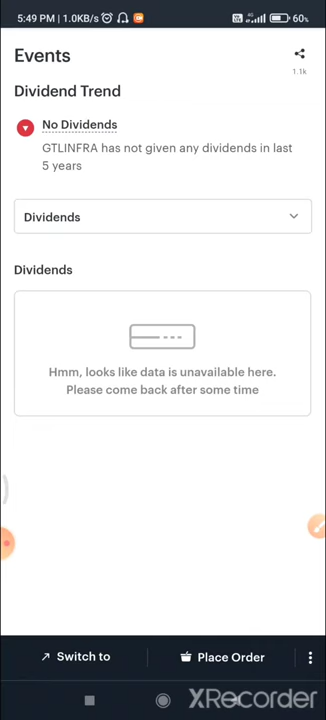 5:49 PM | 1.0KB/s 60%
Events
1.1k
Dividend Trend
No Dividends
GTLINFRA has not given any dividends in last
5 years
Dividends
Dividends
Hmm, looks like data is unavailable here.
Please come back after some time
Switch to Place Order
XRecorder